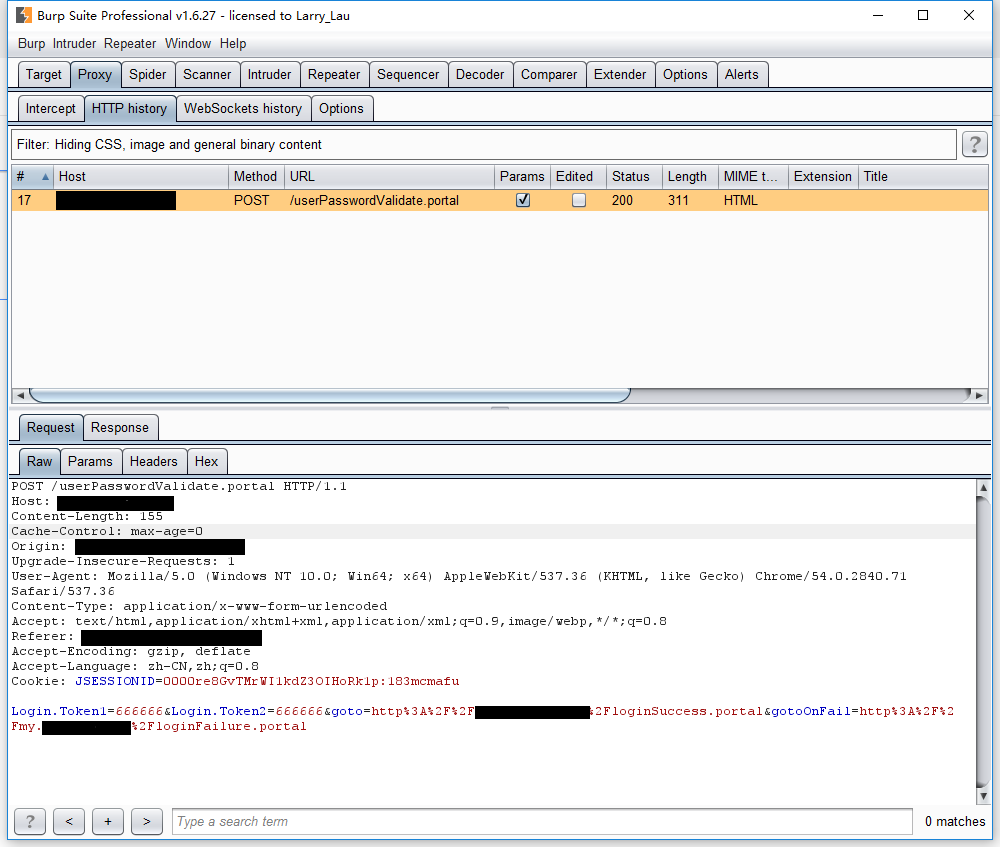 Burp Suite Professional v1.6.27 - licensed to Larry_Lau
Burp Intruder Repeater Window Help
Target Proxy Spider Scanner Intruder Repeater Sequencer Decoder Comparer Extender Options Alerts
Intercept HTTP history WebSockets history Options
Filter: Hiding CSS, image and general binary content ?
# Host Method URL Params Edited Status Length MIME t... Extension Title
17 POST /userPasswordValidate.portal 200 311 HTML
Request Response
Raw Params Headers Hex
POST /userPasswordValidate.portal HTTP/1.1
Host:
Content-Length: 155
Cache-Control: max-age=0
Origin:
Upgrade-Insecure-Requests: 1
User-Agent: Mozilla/5.0 (Windows NT 10.0; Win64; x64) AppleWebKit/537.36 (KHTML, like Gecko) Chrome/54.0.2840.71
Safari/537.36
Content-Type: application/x-www-form-urlencoded
Accept: text/html,application/xhtml+xml,application/xml;q=0.9,image/webp,*/*;q=0.8
Referer:
Accept-Encoding: gzip, deflate
Accept-Language: zh-CN,zh;q=0.8
Cookie: JSESSIONID=0000re8GvTMrWI1kdZ3OIHoRk1p:183mcmafu
Login.Token1=666666&Login.Token2=666666&goto=http%3A%2F%2F %2FloginSuccess.portal&gotoOnFail=http%3A%2F%2
Fmy. %2FloginFailure.portal
? < + > Type a search term 0 matches